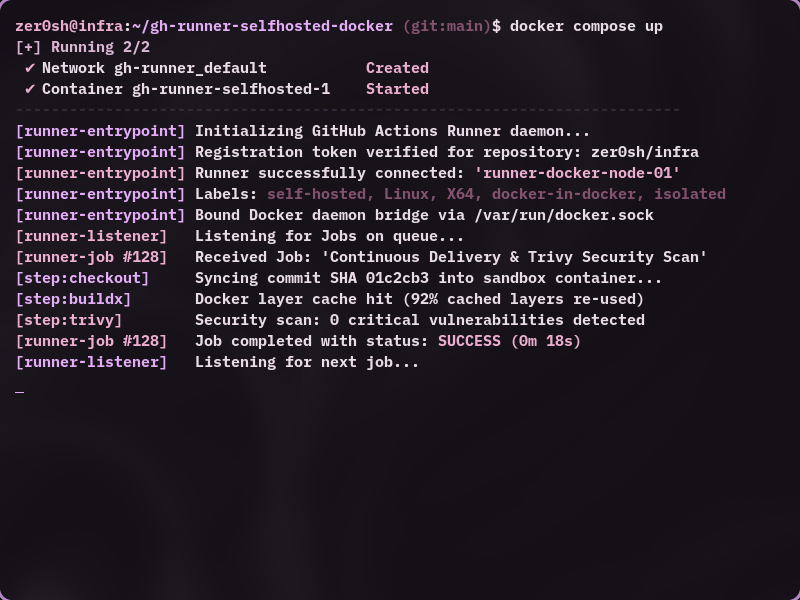 zer0sh@infra:~/gh-runner-selfhosted-docker (git:main)$ docker compose up
[+] Running 2/2
✔ Network gh-runner_default Created
✔ Container gh-runner-selfhosted-1 Started
--------------------------------------------------------------------------
[runner-entrypoint] Initializing GitHub Actions Runner daemon...
[runner-entrypoint] Registration token verified for repository: zer0sh/infra
[runner-entrypoint] Runner successfully connected: 'runner-docker-node-01'
[runner-entrypoint] Labels: self-hosted, Linux, X64, docker-in-docker, isolated
[runner-entrypoint] Bound Docker daemon bridge via /var/run/docker.sock
[runner-listener] Listening for Jobs on queue...
[runner-job #128] Received Job: 'Continuous Delivery & Trivy Security Scan'
[step:checkout] Syncing commit SHA 01c2cb3 into sandbox container...
[step:buildx] Docker layer cache hit (92% cached layers re-used)
[step:trivy] Security scan: 0 critical vulnerabilities detected
[runner-job #128] Job completed with status: SUCCESS (0m 18s)
[runner-listener] Listening for next job...
_